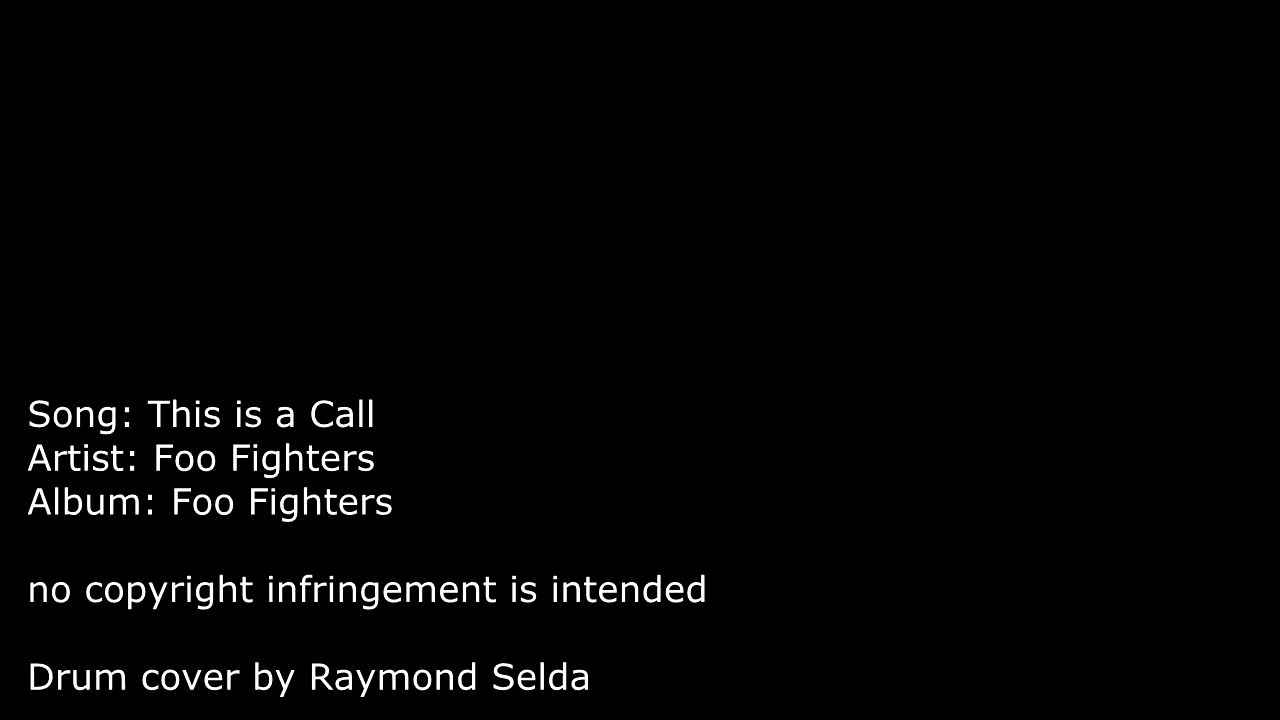 Song: This is a Call
Artist: Foo Fighters
Album: Foo Fighters
no copyright infringement is intended
Drum cover by Raymond Selda